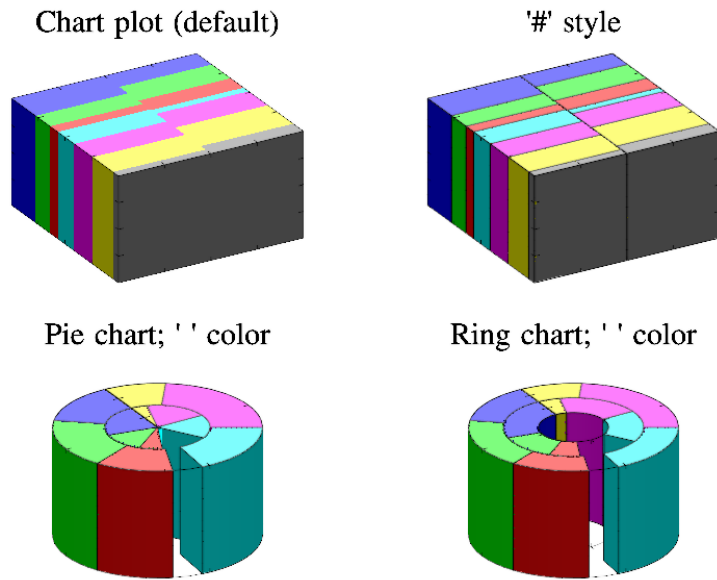 Chart plot (default)
'#' style
Pie chart; ' ' color
Ring chart; ' ' color